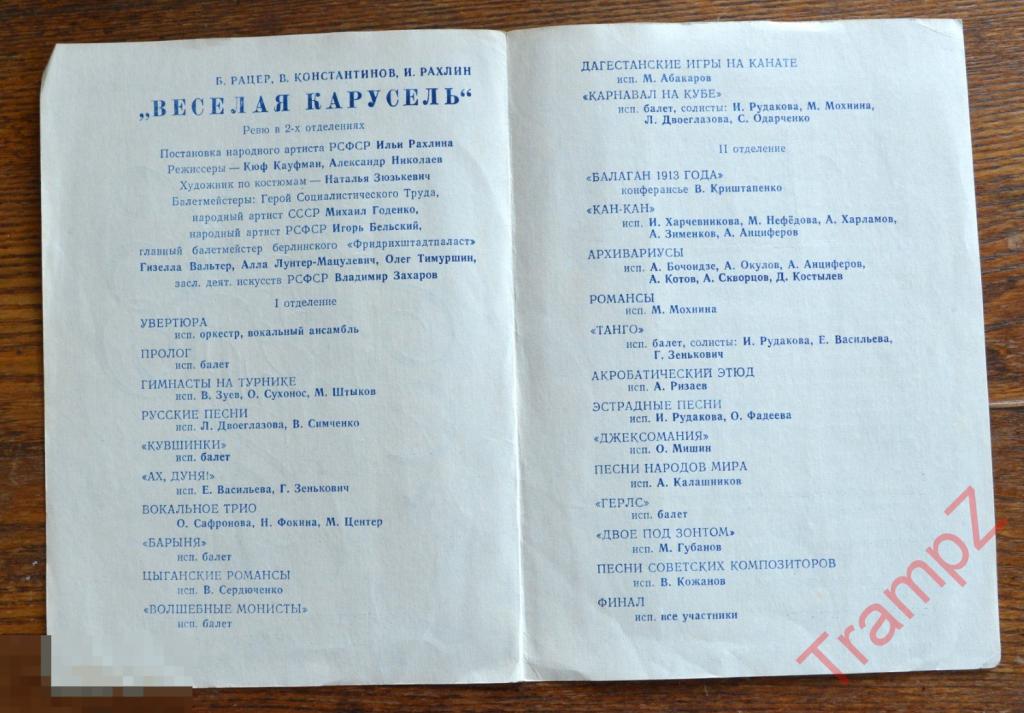 Б. РАЦЕР, В. КОНСТАНТИНОВ, И. РАХЛИН
„ВЕСЕЛАЯ КАРУСЕЛЬ“
Ревю в 2-х отделениях
Постановка народного артиста РСФСР Ильи Рахлина
Режиссеры — Кюф Кауфман, Александр Николаев
Художник по костюмам — Наталья Зюзькевич
Балетмейстеры: Герой Социалистического Труда,
народный артист СССР Михаил Годенко,
народный артист РСФСР Игорь Бельский,
главный балетмейстер берлинского «Фридрихштадтпаласт»
Гизелла Вальтер, Алла Лунтер-Мацулевич, Олег Тимуршин,
засл. деят. искусств РСФСР Владимир Захаров
I отделение
УВЕРТЮРА
исп. оркестр, вокальный ансамбль
ПРОЛОГ
исп. балет
ГИМНАСТЫ НА ТУРНИКЕ
исп. В. Зуев, О. Сухонос, М. Штыков
РУССКИЕ ПЕСНИ
исп. Л. Двоеглазова, В. Симченко
«КУВШИНКИ»
исп. балет
«АХ, ДУНЯ!»
исп. Е. Васильева, Г. Зенькович
ВОКАЛЬНОЕ ТРИО
О. Сафронова, Н. Фокина, М. Центер
«БАРЫНЯ»
исп. балет
ЦЫГАНСКИЕ РОМАНСЫ
исп. В. Сердюченко
«ВОЛШЕБНЫЕ МОНИСТЫ»
исп. балет
ДАГЕСТАНСКИЕ ИГРЫ НА КАНАТЕ
исп. М. Абакаров
«КАРНАВАЛ НА КУБЕ»
исп. балет, солисты: И. Рудакова, М. Мохнина,
Л. Двоеглазова, С. Одарченко
II отделение
«БАЛАГАН 1913 ГОДА»
конферансье В. Криштапенко
«КАН-КАН»
исп. И. Харчевникова, М. Нефёдова, А. Харламов,
А. Зименков, А. Анциферов
АРХИВАРИУСЫ
исп. А. Бочоидзе, А. Окулов, А. Анциферов,
А. Котов, А. Скворцов, Д. Костылев
РОМАНСЫ
исп. М. Мохнина
«ТАНГО»
исп. балет, солисты: И. Рудакова, Е. Васильева,
Г. Зенькович
АКРОБАТИЧЕСКИЙ ЭТЮД
исп. А. Ризаев
ЭСТРАДНЫЕ ПЕСНИ
исп. И. Рудакова, О. Фадеева
«ДЖЕКСОМАНИЯ»
исп. О. Мишин
ПЕСНИ НАРОДОВ МИРА
исп. А. Калашников
«ГЕРЛС»
исп. балет
«ДВОЕ ПОД ЗОНТОМ»
исп. М. Губанов
ПЕСНИ СОВЕТСКИХ КОМПОЗИТОРОВ
исп. В. Кожанов
ФИНАЛ
исп. все участники
TrampZ